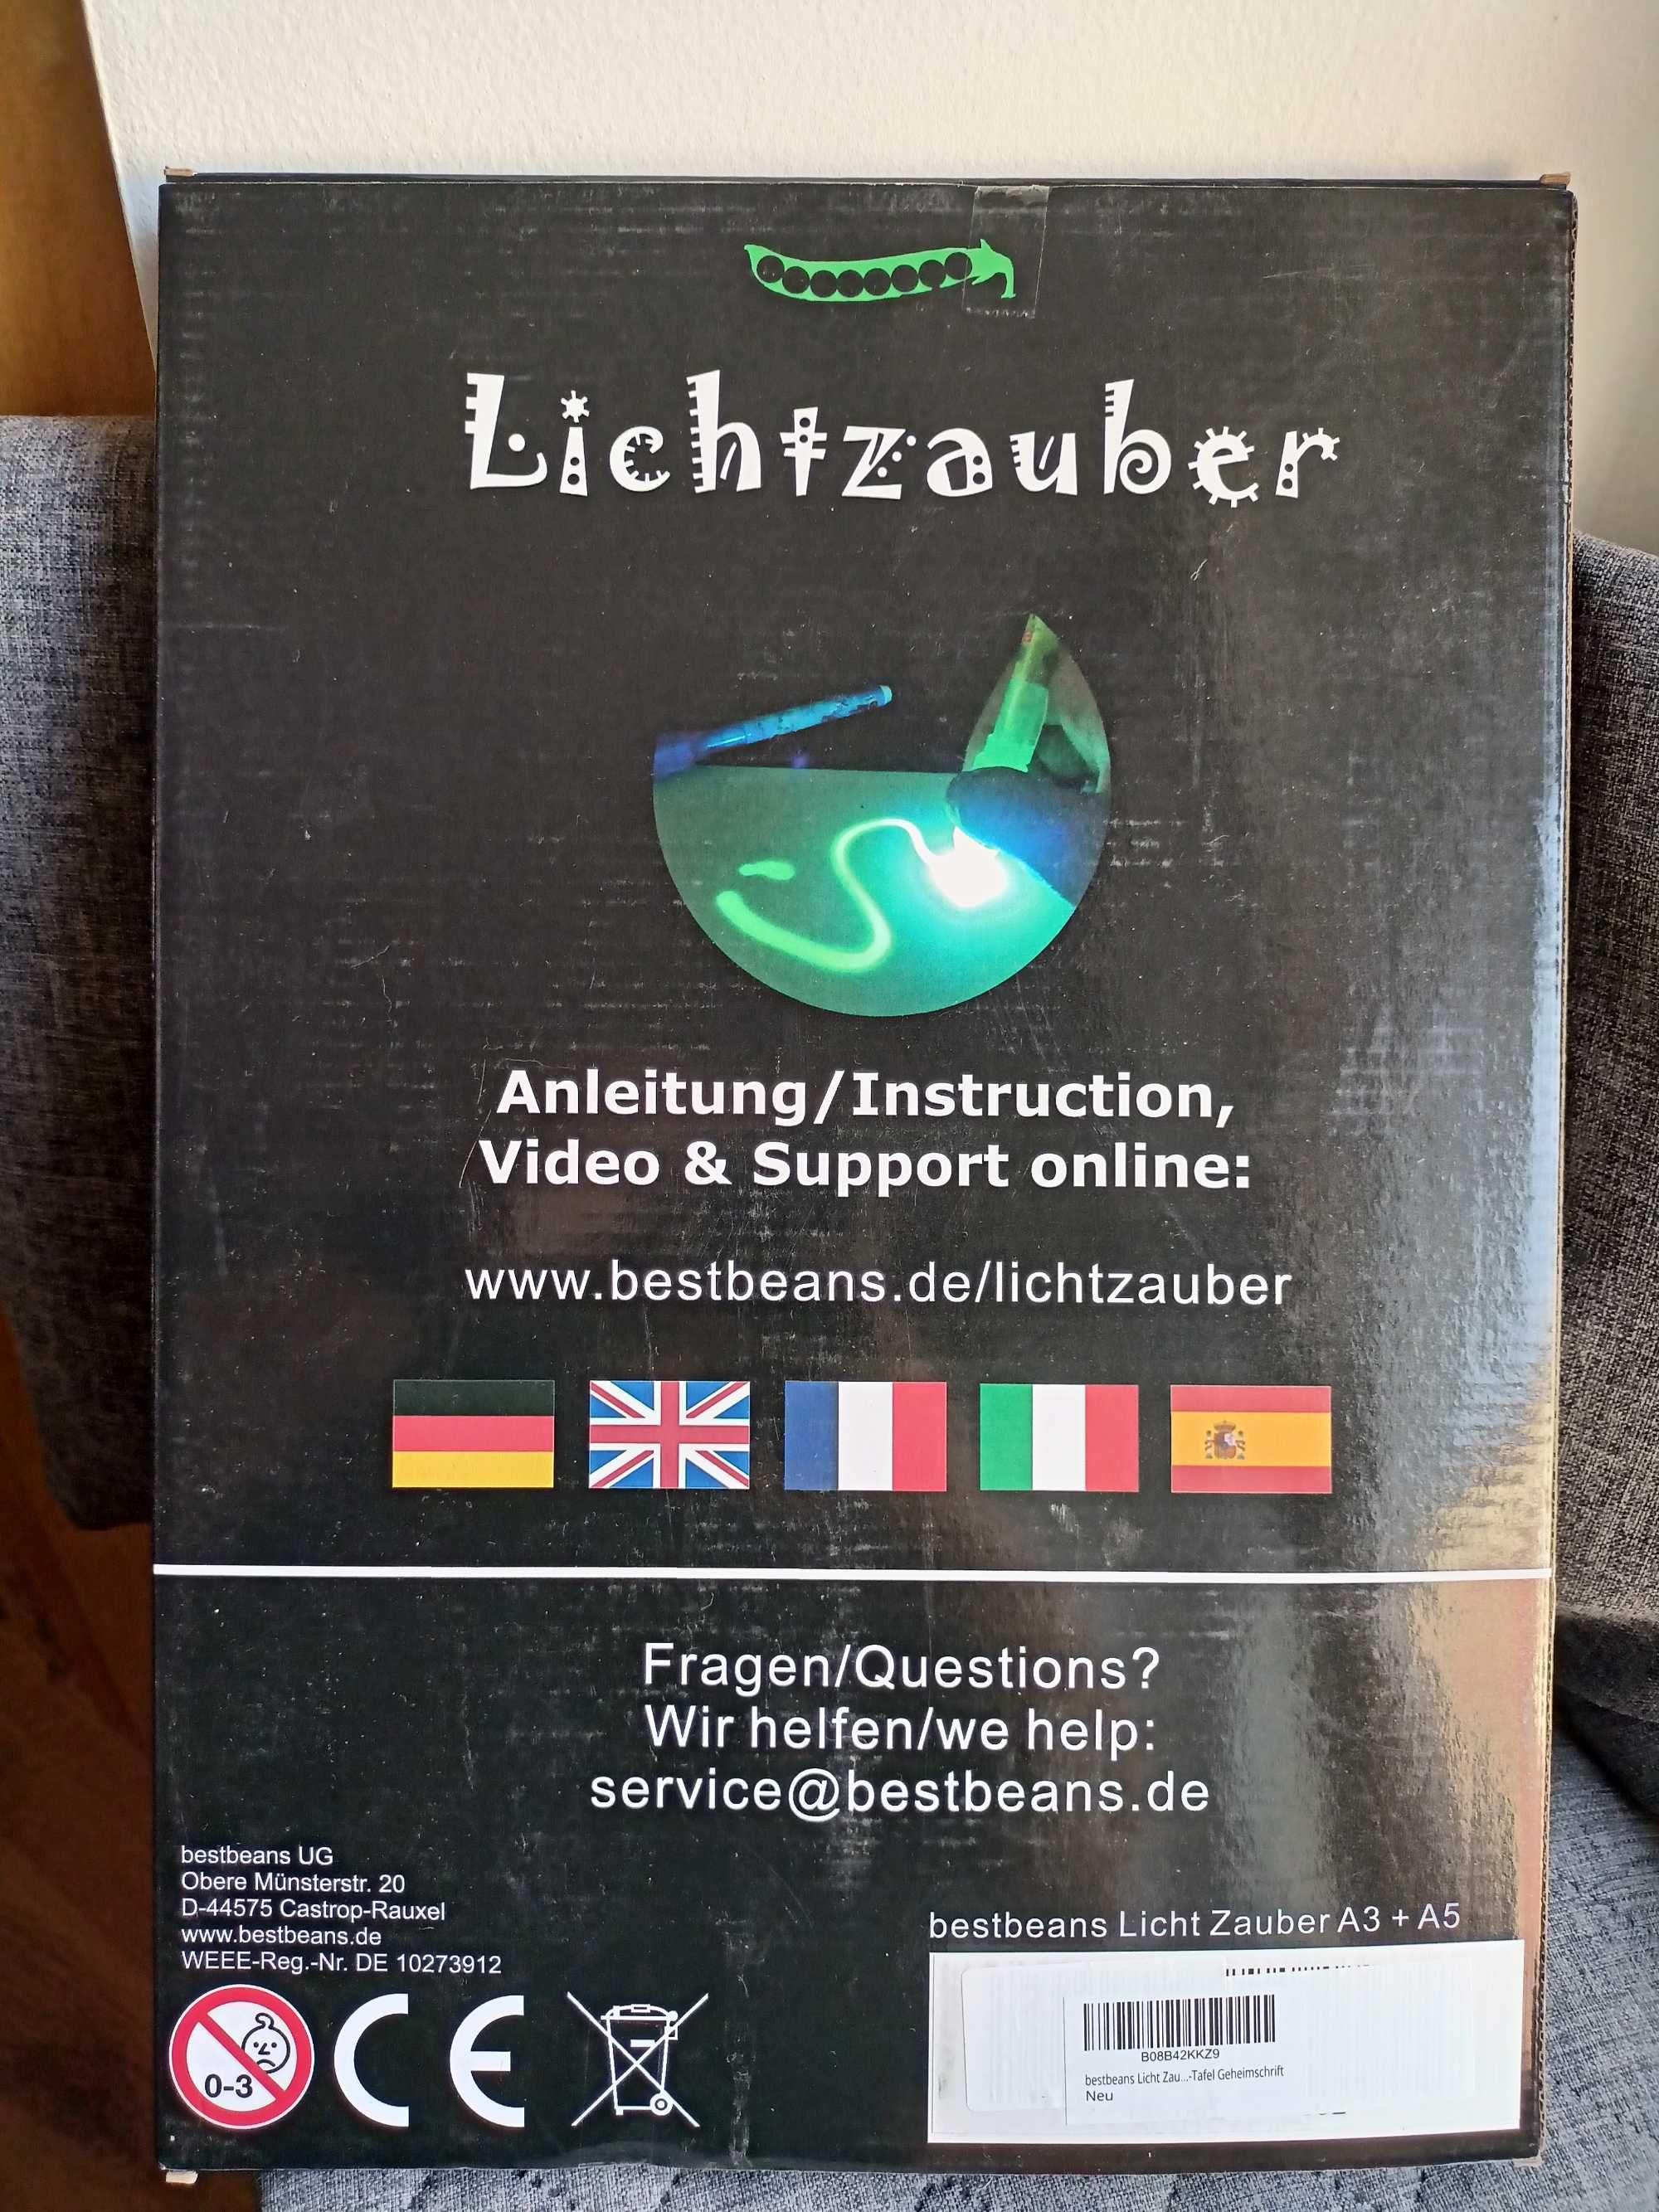 Lichtzauber
Anleitung/Instruction,
Video & Support online:
www.bestbeans.de/lichtzauber
Fragen/Questions?
Wir helfen/we help:
service@bestbeans.de
bestbeans UG
Obere Münsterstr. 20
D-44575 Castrop-Rauxel
www.bestbeans.de
WEEE-Reg.-Nr. DE 10273912
0-3
CE
bestbeans Licht Zauber A3 + A5
B08B42KKZ9
bestbeans Licht Zau...-Tafel Geheimschrift
Neu